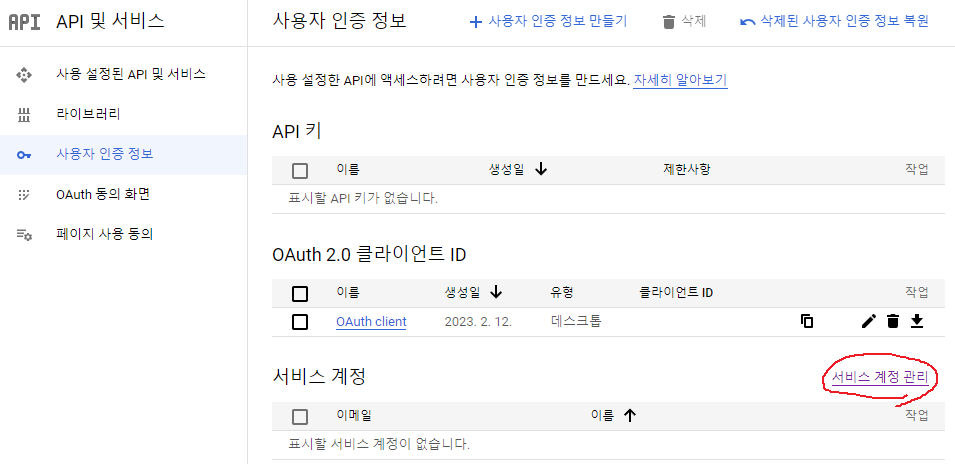 API API 및 서비스
사용자 인증 정보 사용자 인증 정보 만들기 삭제 삭제된 사용자 인증 정보 복원
사용 설정된 API 및 서비스
라이브러리
사용자 인증 정보
OAuth 동의 화면
페이지 사용 동의
사용 설정한 API에 액세스하려면 사용자 인증 정보를 만드세요. 자세히 알아보기
API 키
이름 생성일 제한사항 작업
표시할 API 키가 없습니다.
OAuth 2.0 클라이언트 ID
이름 생성일 유형 클라이언트 ID 작업
OAuth client 2023. 2. 12. 데스크톱
서비스 계정 서비스 계정 관리
이메일 이름 작업
표시할 서비스 계정이 없습니다.